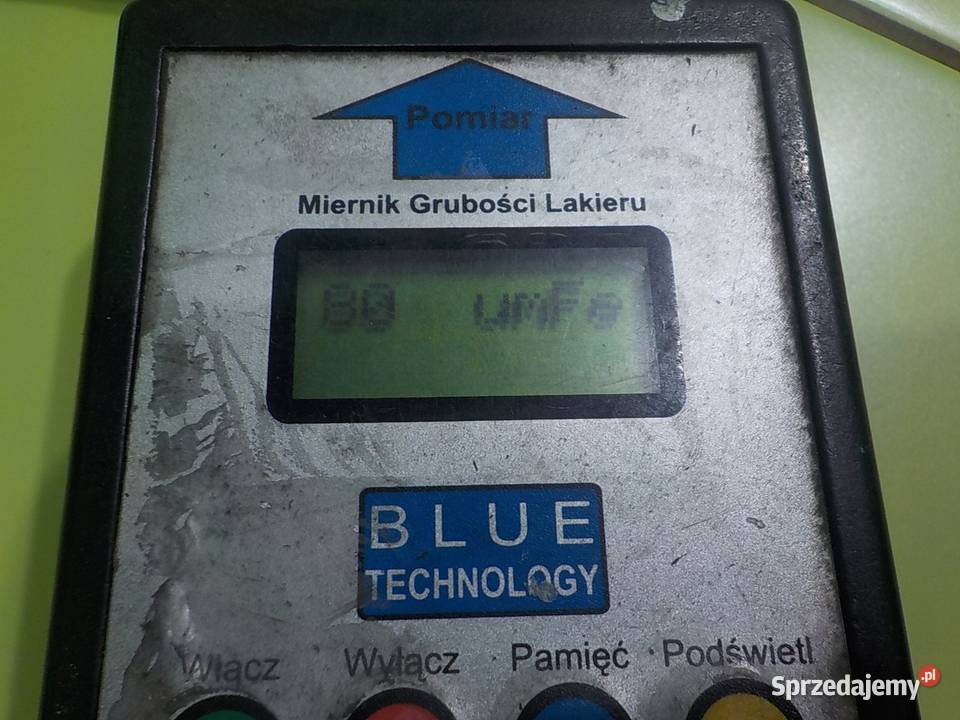 Pomiar
Miernik Grubości Lakieru
80 umFe
BLUE
TECHNOLOGY
Włącz Wyłącz Pamięć Podświetl
Sprzedajemy.pl